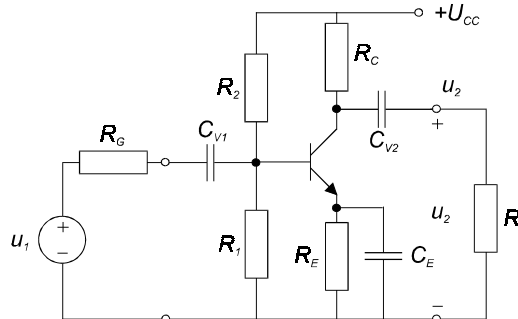 +U_CC
R_C
R_2
u_2
C_V1
C_V2
+
R_G
+
u_1
−
R_1
R_E
C_E
u_2
R
−